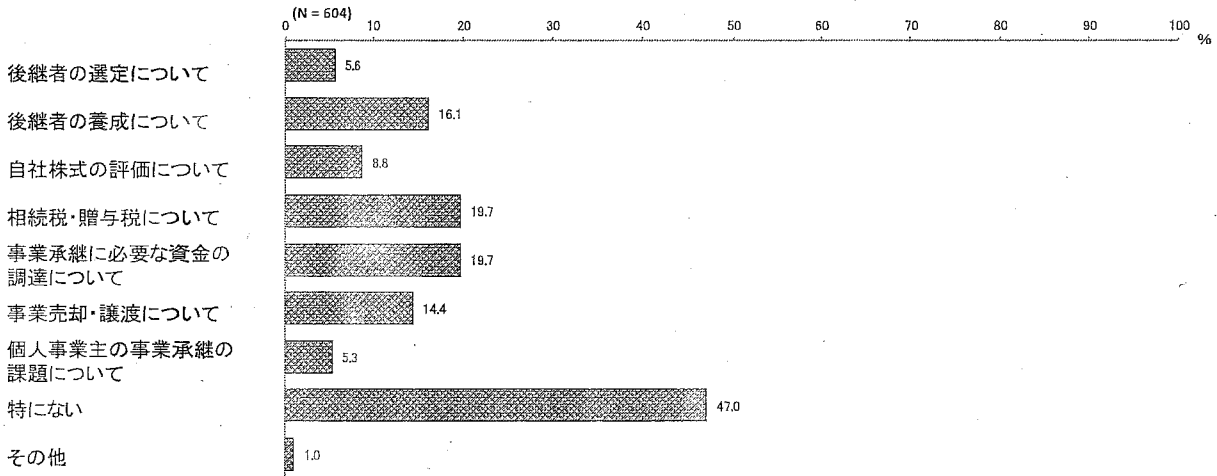 (N = 604)
0 10 20 30 40 50 60 70 80 90 100
%
後継者の選定について 5.6
後継者の養成について 16.1
自社株式の評価について 8.8
相続税・贈与税について 19.7
事業承継に必要な資金の
調達について 19.7
事業売却・譲渡について 14.4
個人事業主の事業承継の
課題について 5.3
特にない 47.0
その他 1.0